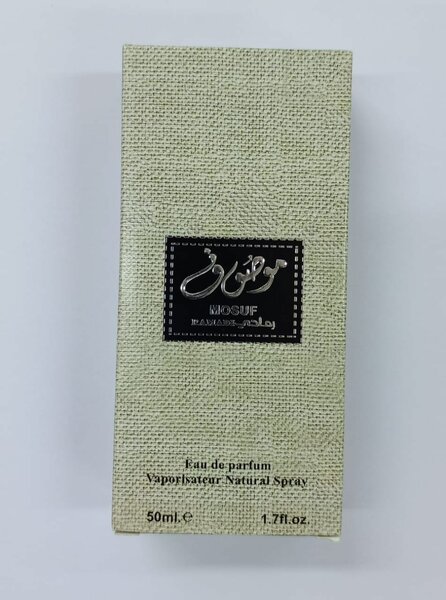 موصوف
MOSUF
RAMADI رمادي
Eau de parfum
Vaporisateur Natural Spray
50ml.℮ 1.7fl.oz.